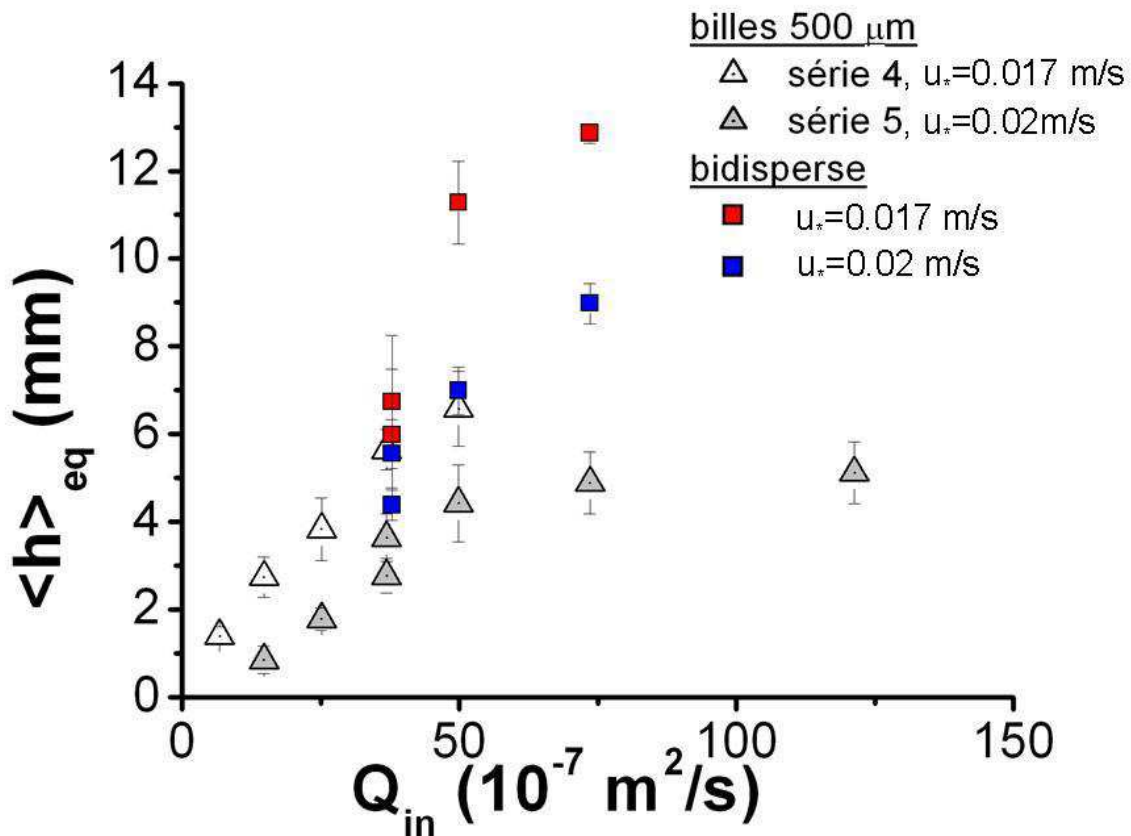 billes 500 μm
série 4, u*=0.017 m/s
série 5, u*=0.02m/s
bidisperse
u*=0.017 m/s
u*=0.02 m/s
14
12
10
8
6
4
2
0
<h>eq (mm)
0 50 100 150
Qin (10⁻⁷ m²/s)